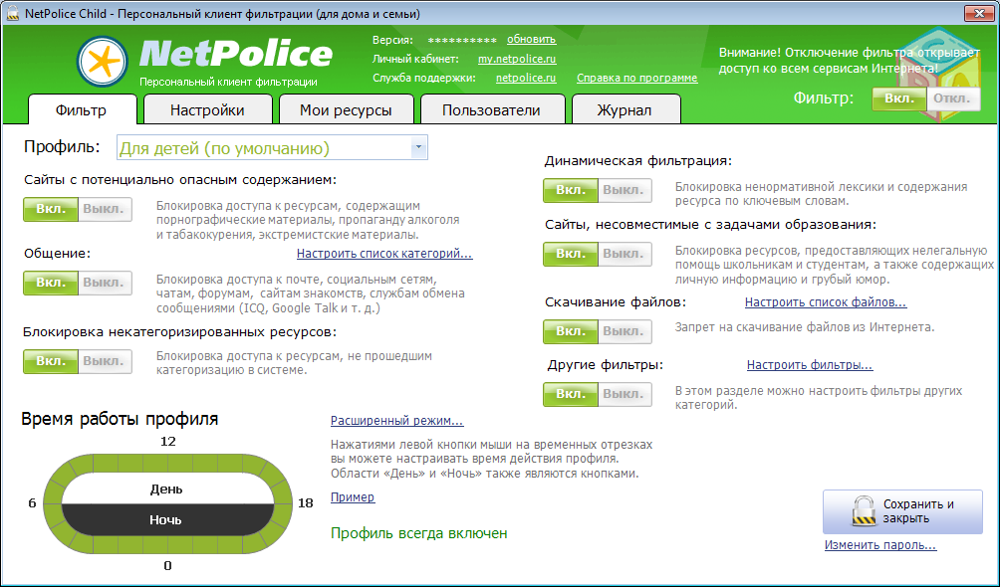 NetPolice Child - Персональный клиент фильтрации (для дома и семьи)
NetPolice
Персональный клиент фильтрации
Версия: ********** обновить
Личный кабинет: my.netpolice.ru
Служба поддержки: netpolice.ru Справка по программе
Внимание! Отключение фильтра открывает
доступ ко всем сервисам Интернета!
Фильтр: Вкл. Откл.
Фильтр Настройки Мои ресурсы Пользователи Журнал
Профиль: Для детей (по умолчанию)
Сайты с потенциально опасным содержанием:
Вкл. Выкл.
Блокировка доступа к ресурсам, содержащим
порнографические материалы, пропаганду алкоголя
и табакокурения, экстремистские материалы.
Общение: Настроить список категорий...
Вкл. Выкл.
Блокировка доступа к почте, социальным сетям,
чатам, форумам, сайтам знакомств, службам обмена
сообщениями (ICQ, Google Talk и т. д.)
Блокировка некатегоризированных ресурсов:
Вкл. Выкл.
Блокировка доступа к ресурсам, не прошедшим
категоризацию в системе.
Динамическая фильтрация:
Вкл. Выкл.
Блокировка ненормативной лексики и содержания
ресурса по ключевым словам.
Сайты, несовместимые с задачами образования:
Вкл. Выкл.
Блокировка ресурсов, предоставляющих нелегальную
помощь школьникам и студентам, а также содержащих
личную информацию и грубый юмор.
Скачивание файлов: Настроить список файлов...
Вкл. Выкл.
Запрет на скачивание файлов из Интернета.
Другие фильтры: Настроить фильтры...
Вкл. Выкл.
В этом разделе можно настроить фильтры других
категорий.
Время работы профиля
12
6
День
Ночь
18
0
Расширенный режим...
Нажатиями левой кнопки мыши на временных отрезках
вы можете настраивать время действия профиля.
Области «День» и «Ночь» также являются кнопками.
Пример
Профиль всегда включен
Сохранить и
закрыть
Изменить пароль...